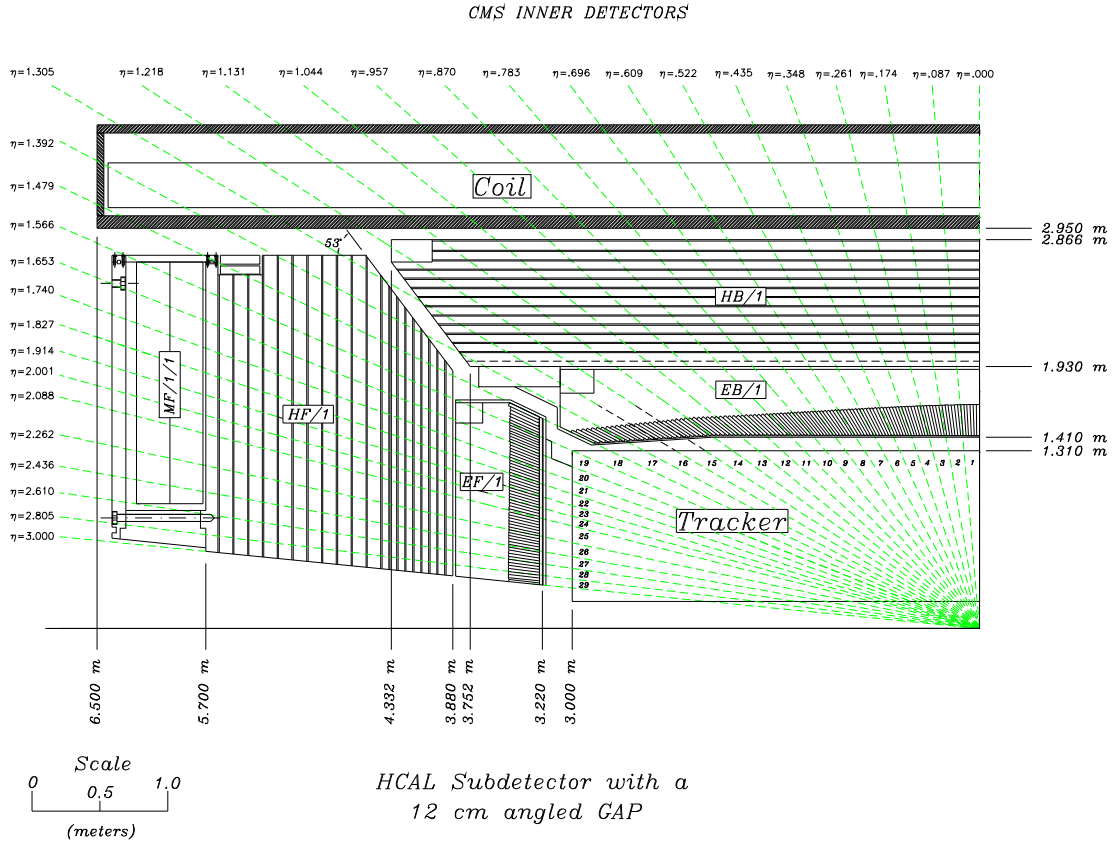 CMS INNER DETECTORS
η=1.305 η=1.218 η=1.131 η=1.044 η=.957 η=.870 η=.783 η=.696 η=.609 η=.522 η=.435 η=.348 η=.261 η=.174 η=.087 η=.000
η=1.392
η=1.479
η=1.566
η=1.653
η=1.740
η=1.827
η=1.914
η=2.001
η=2.088
η=2.262
η=2.436
η=2.610
η=2.805
η=3.000
Coil
53°
HB/1
MF/1/1
HF/1
EB/1
EF/1
Tracker
2.950 m
2.866 m
1.930 m
1.410 m
1.310 m
19 18 17 16 15 14 13 12 11 10 9 8 7 6 5 4 3 2 1
20
21
22
23
24
25
26
27
28
29
6.500 m.
5.700 m.
4.332 m.
3.880 m.
3.752 m.
3.220 m.
3.000 m.
Scale
0 0.5 1.0
(meters)
HCAL Subdetector with a
12 cm angled GAP